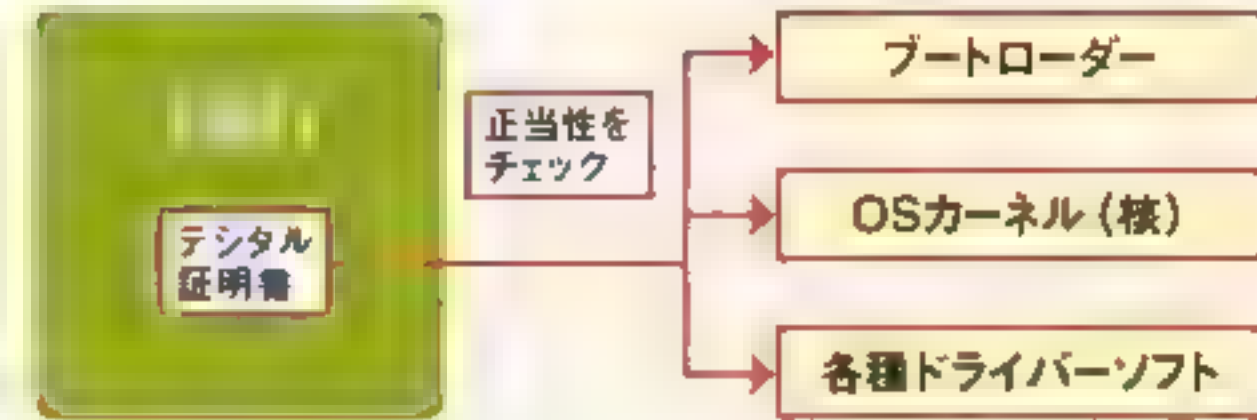 正当性を
チェック
デジタル
証明書
ブートローダー
OSカーネル（核）
各種ドライバーソフト